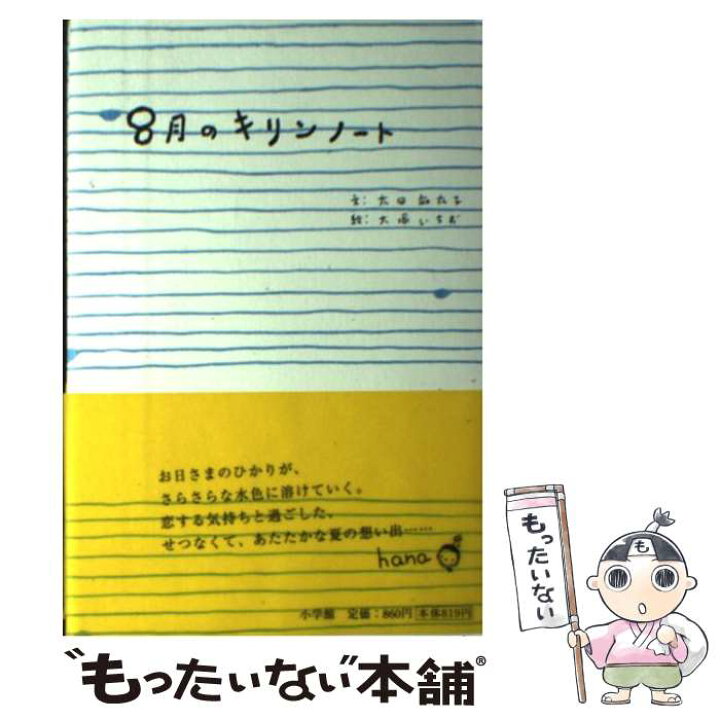 8月のキリンノート
文:太田
絵:大塚いちお
お日さまのひかりが、
さらさらな水色に溶けていく。
恋する気持ちと過ごした、
せつなくて、あたたかな夏の想い出……
hana
小学館 定価:860円 本体819円
も
もったいない
"もったいない"本舗®